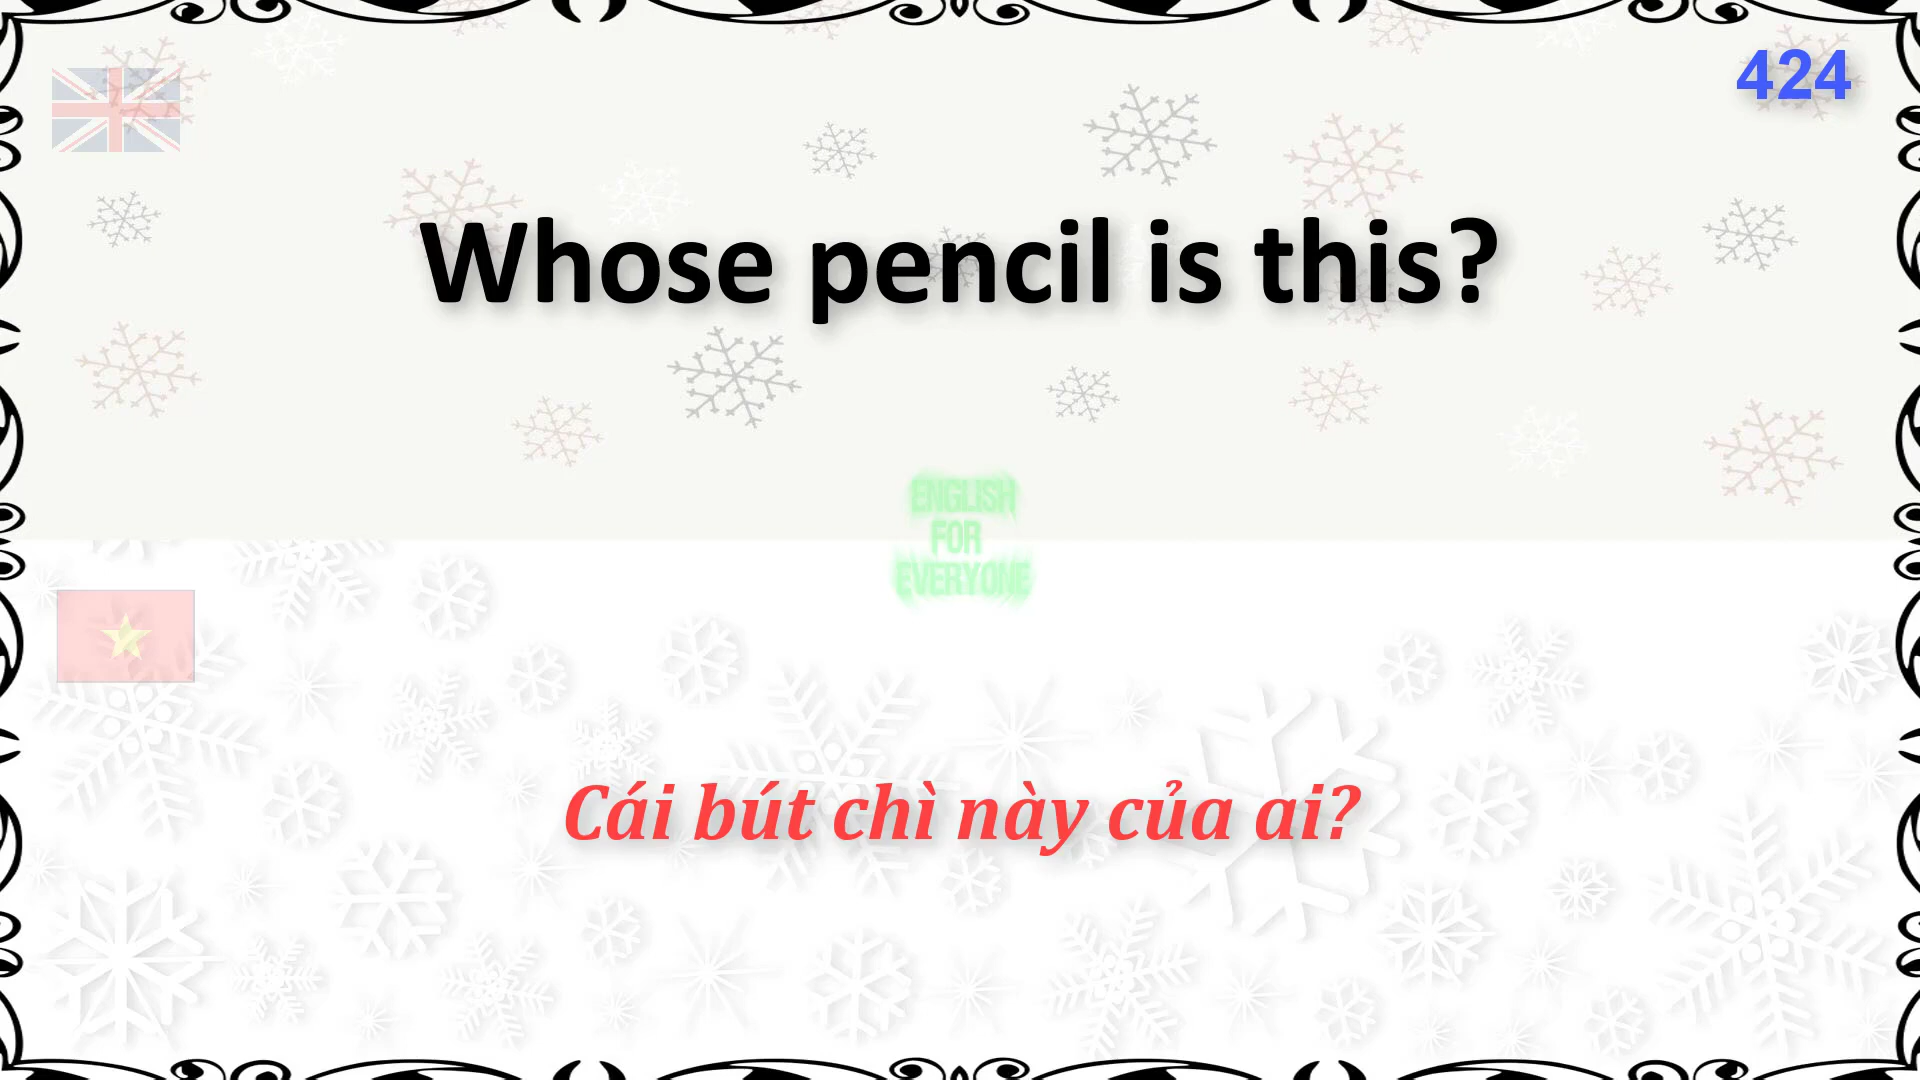 424
Whose pencil is this?
ENGLISH
FOR
EVERYONE
Cái bút chì này của ai?